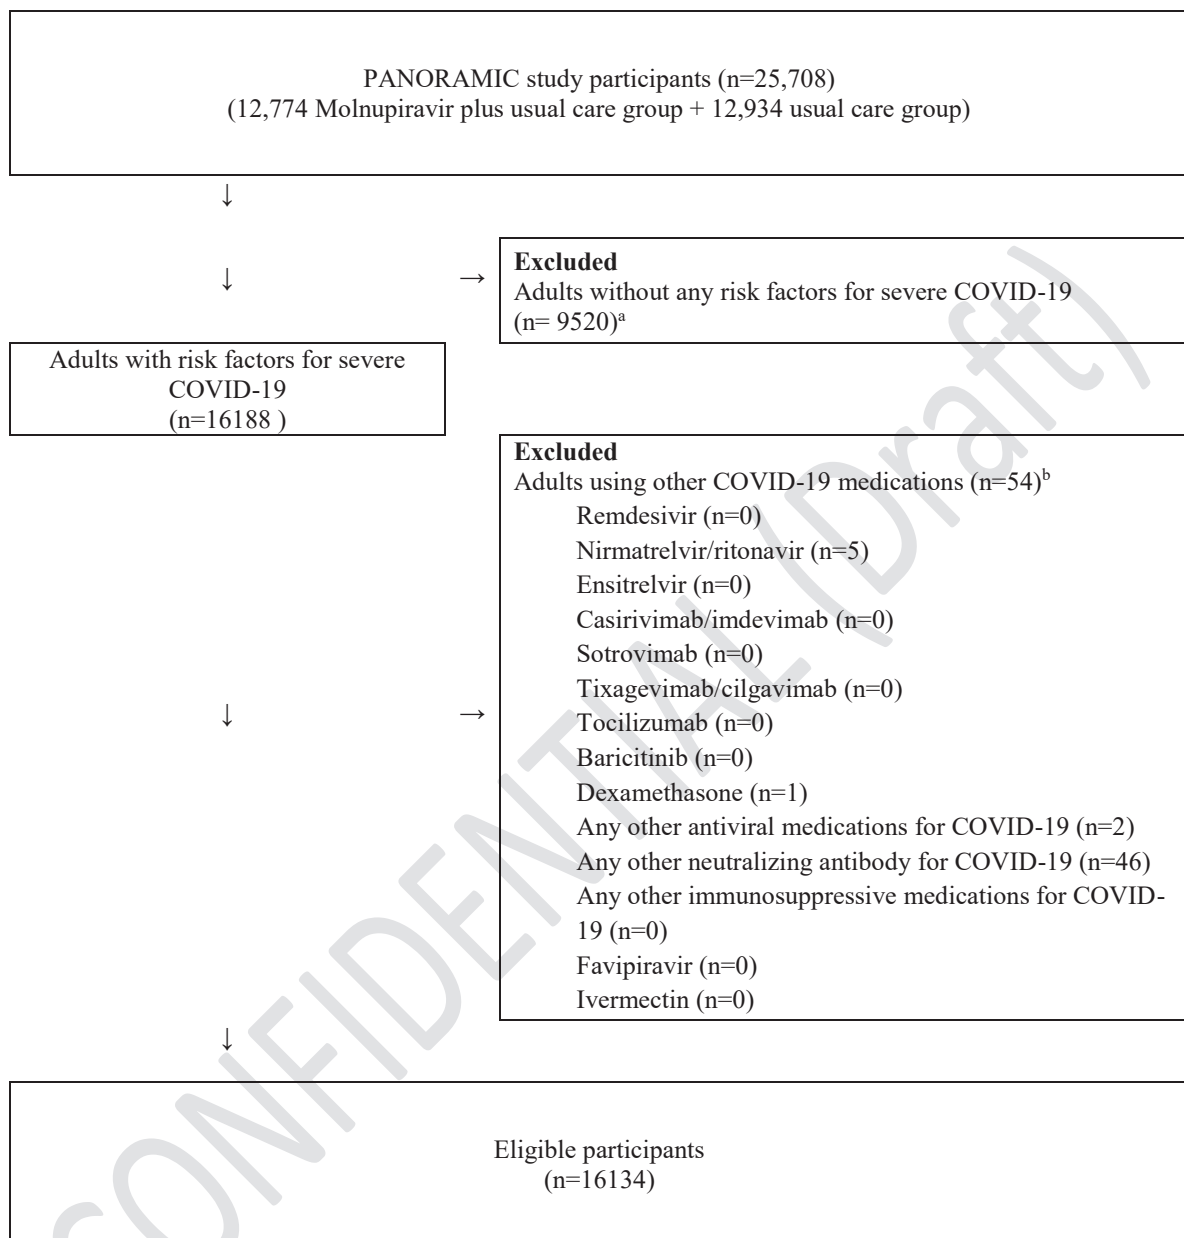 PANORAMIC study participants (n=25,708)
(12,774 Molnupiravir plus usual care group + 12,934 usual care group)
↓
↓
→
Excluded
Adults without any risk factors for severe COVID-19
(n= 9520)ᵃ
Adults with risk factors for severe
COVID-19
(n=16188 )
Excluded
Adults using other COVID-19 medications (n=54)ᵇ
Remdesivir (n=0)
Nirmatrelvir/ritonavir (n=5)
Ensitrelvir (n=0)
Casirivimab/imdevimab (n=0)
Sotrovimab (n=0)
Tixagevimab/cilgavimab (n=0)
↓
→
Tocilizumab (n=0)
Baricitinib (n=0)
Dexamethasone (n=1)
Any other antiviral medications for COVID-19 (n=2)
Any other neutralizing antibody for COVID-19 (n=46)
Any other immunosuppressive medications for COVID-
19 (n=0)
Favipiravir (n=0)
Ivermectin (n=0)
↓
Eligible participants
(n=16134)
CONFIDENTIAL (Draft)